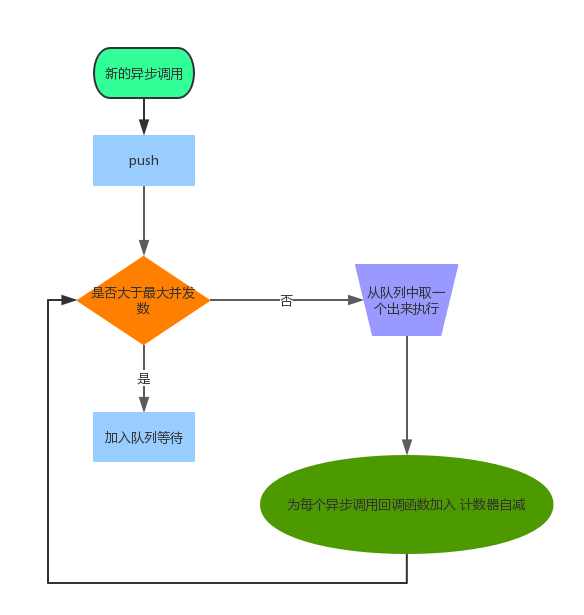 新的异步调用
push
是否大于最大并发
数
否
从队列中取一
个出来执行
是
加入队列等待
为每个异步调用回调函数加入 计数器自减